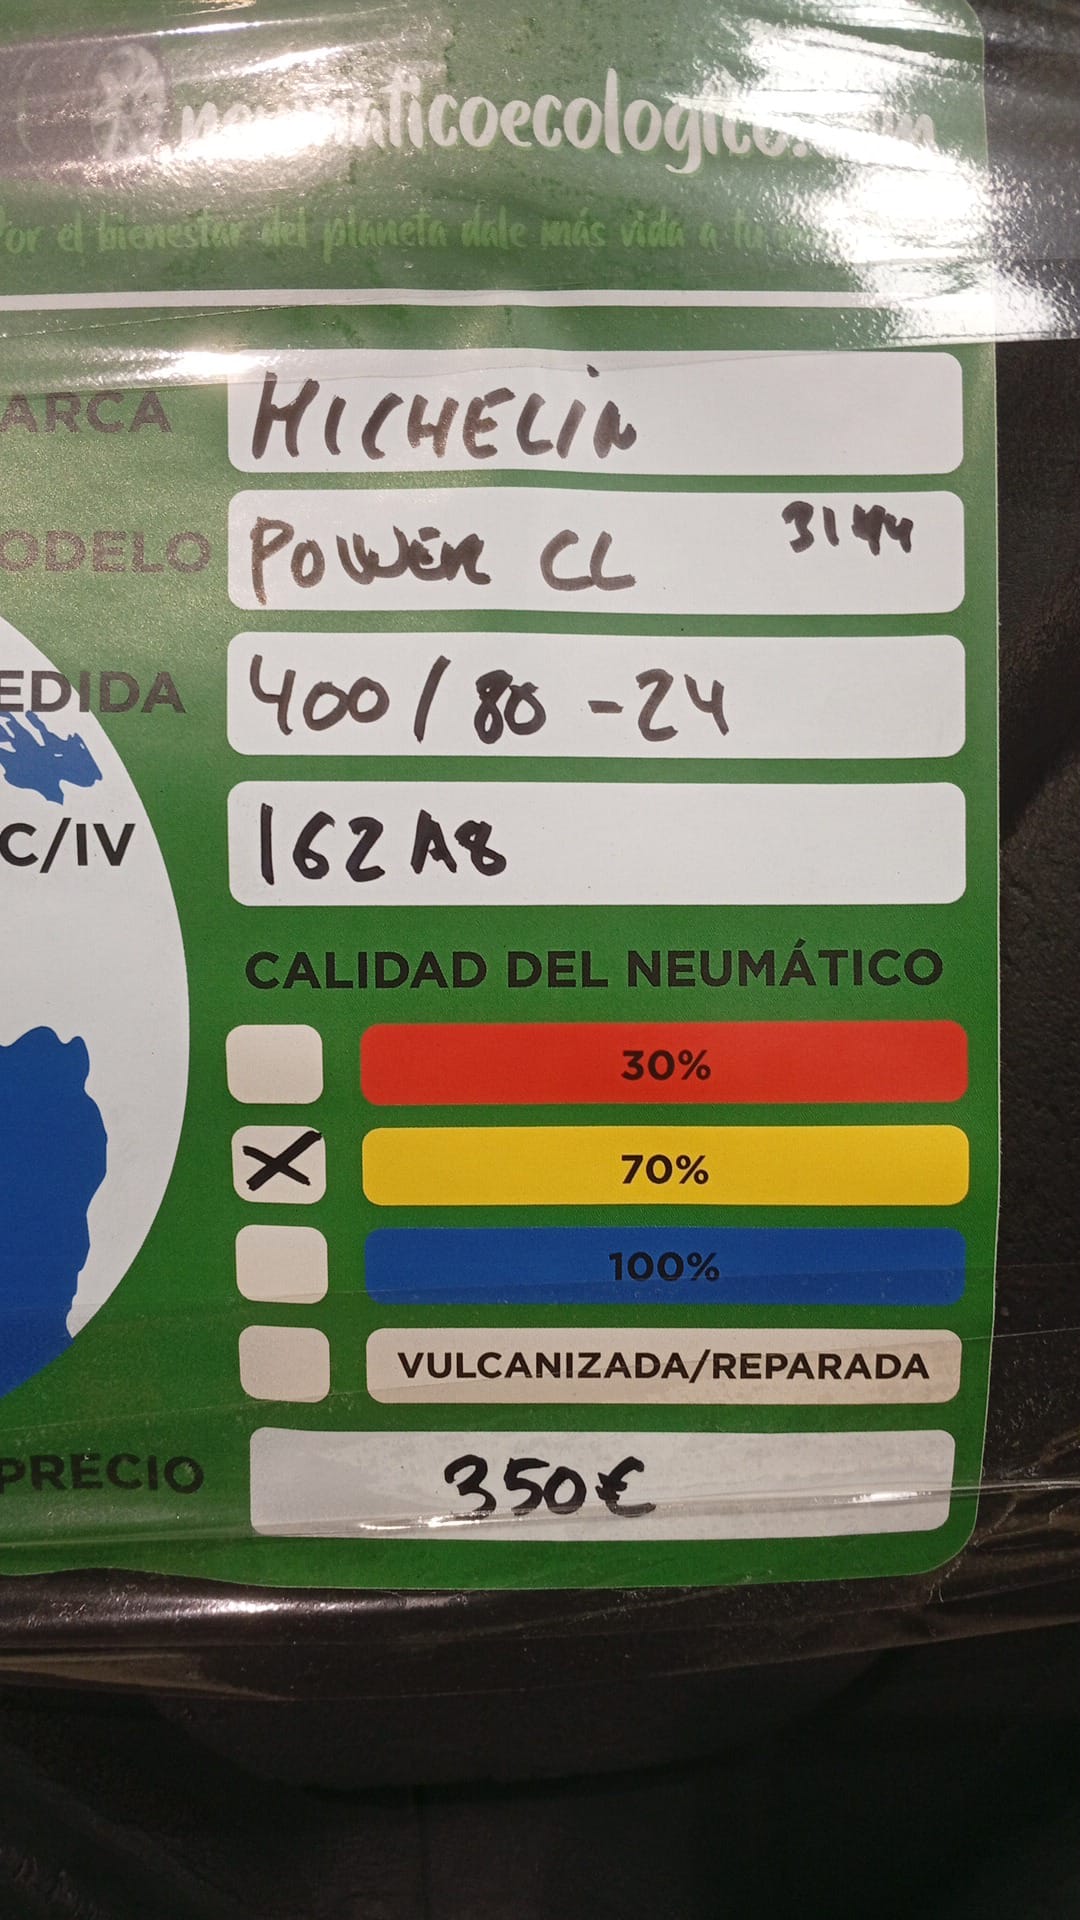 neumaticoecologico.
Por el bienestar del planeta dale más vida a tu
ARCA MICHELIN
ODELO POWER CL 3144
EDIDA 400/80-24
C/IV 162A8
CALIDAD DEL NEUMÁTICO
30%
X 70%
100%
VULCANIZADA/REPARADA
PRECIO 350€